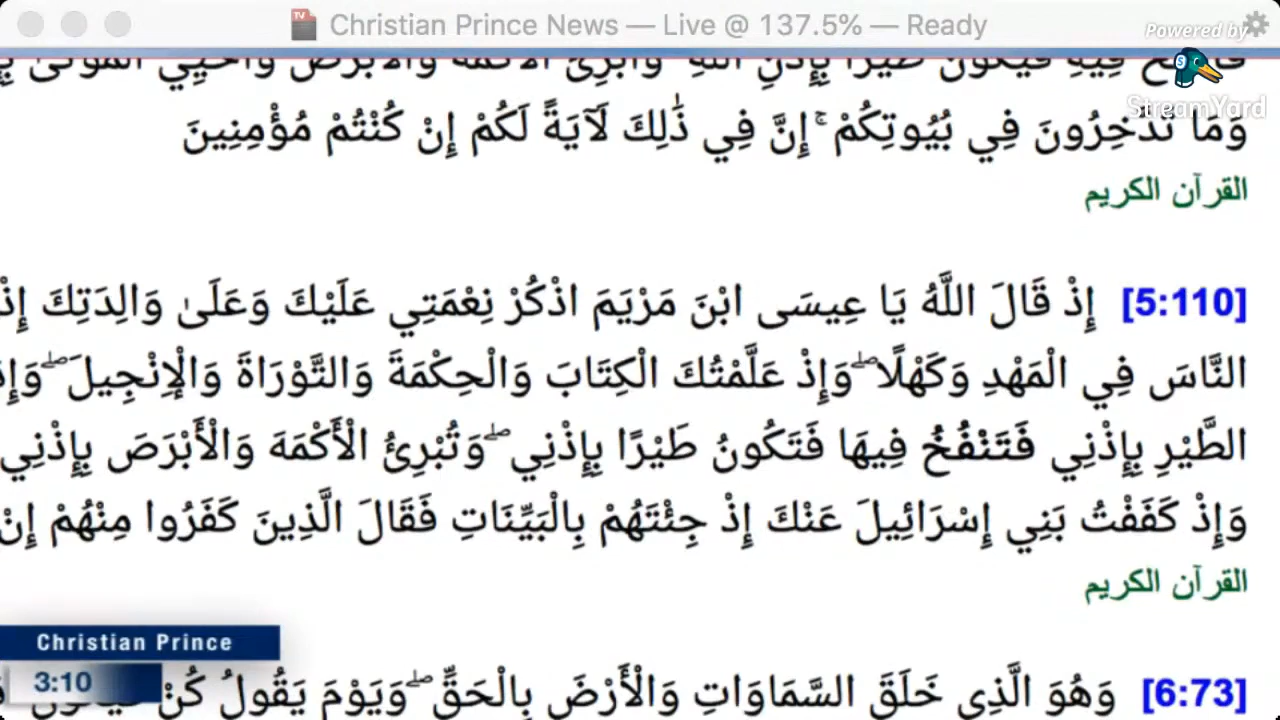 Christian Prince News — Live @ 137.5% — Ready
Powered by
StreamYard
وَمَا تَدَّخِرُونَ فِي بُيُوتِكُمْ ۚ إِنَّ فِي ذَٰلِكَ لَآيَةً لَكُمْ إِنْ كُنْتُمْ مُؤْمِنِينَ
القرآن الكريم
[5:110] إِذْ قَالَ اللَّهُ يَا عِيسَى ابْنَ مَرْيَمَ اذْكُرْ نِعْمَتِي عَلَيْكَ وَعَلَىٰ وَالِدَتِكَ إِذْ
النَّاسَ فِي الْمَهْدِ وَكَهْلًا ۖ وَإِذْ عَلَّمْتُكَ الْكِتَابَ وَالْحِكْمَةَ وَالتَّوْرَاةَ وَالْإِنْجِيلَ ۖ
الطَّيْرِ بِإِذْنِي فَتَنْفُخُ فِيهَا فَتَكُونُ طَيْرًا بِإِذْنِي ۖ وَتُبْرِئُ الْأَكْمَهَ وَالْأَبْرَصَ بِإِذْنِي
وَإِذْ كَفَفْتُ بَنِي إِسْرَائِيلَ عَنْكَ إِذْ جِئْتَهُمْ بِالْبَيِّنَاتِ فَقَالَ الَّذِينَ كَفَرُوا مِنْهُمْ إِنْ
القرآن الكريم
Christian Prince
3:10
[6:73] وَهُوَ الَّذِي خَلَقَ السَّمَاوَاتِ وَالْأَرْضَ بِالْحَقِّ ۖ وَيَوْمَ يَقُولُ كُنْ